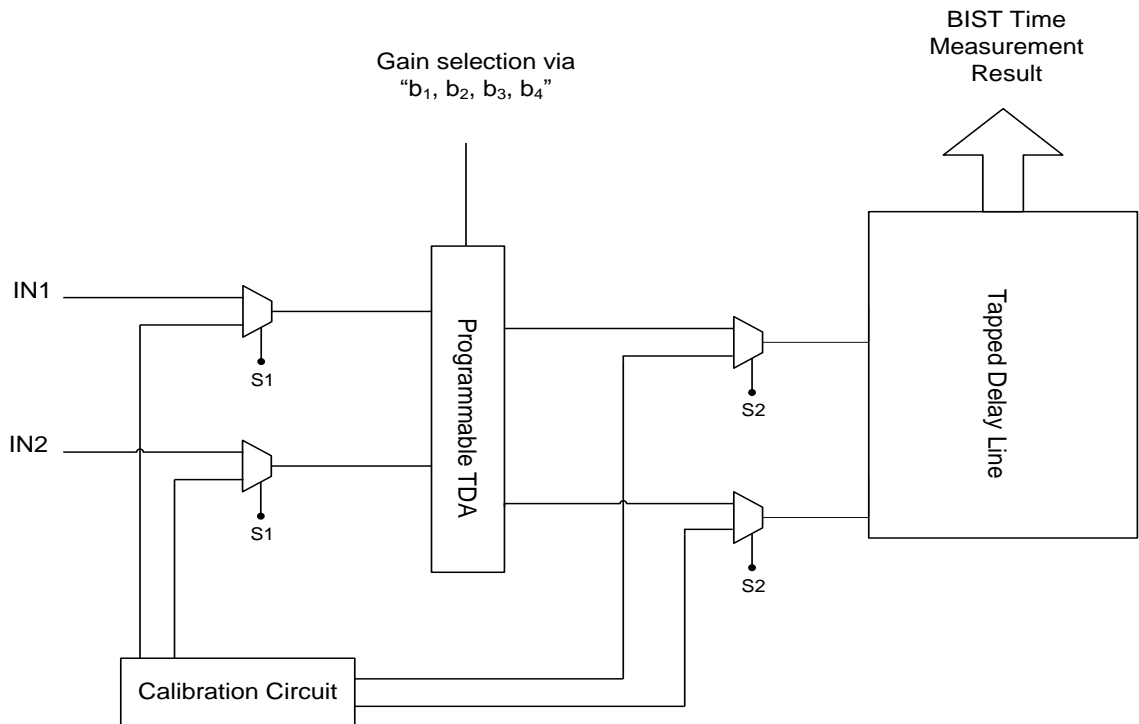 BIST Time
Measurement
Result
Gain selection via
“b₁, b₂, b₃, b₄”
IN1
S1
IN2
S1
Programmable TDA
S2
S2
Tapped Delay Line
Calibration Circuit